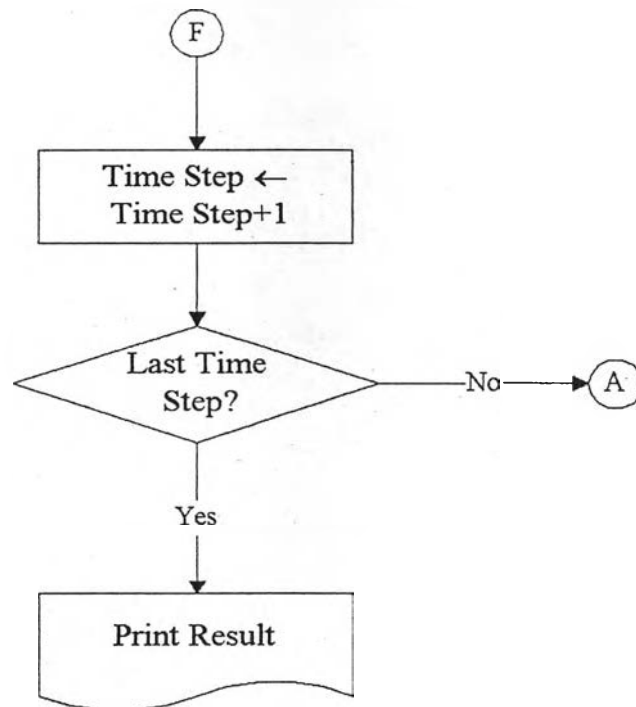 F
Time Step ←
Time Step+1
Last Time
Step?
No
A
Yes
Print Result